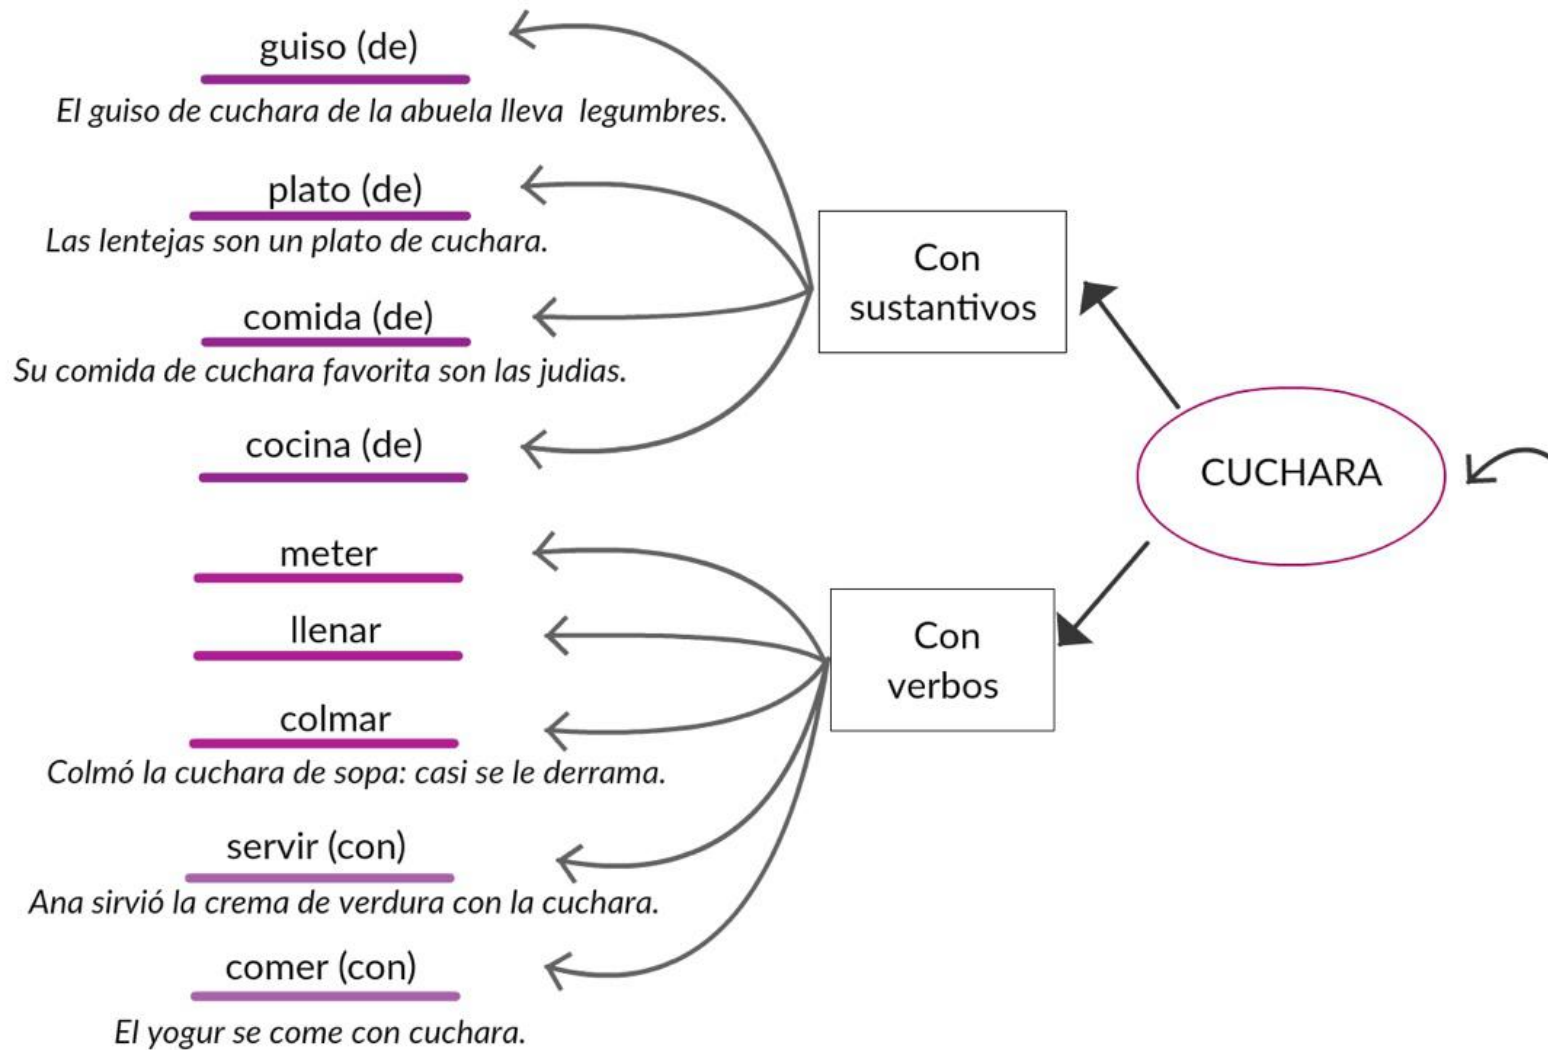 guiso (de)
El guiso de cuchara de la abuela lleva legumbres.
plato (de)
Las lentejas son un plato de cuchara.
comida (de)
Su comida de cuchara favorita son las judias.
cocina (de)
Con
sustantivos
CUCHARA
meter
llenar
colmar
Colmó la cuchara de sopa: casi se le derrama.
servir (con)
Ana sirvió la crema de verdura con la cuchara.
comer (con)
El yogur se come con cuchara.
Con
verbos